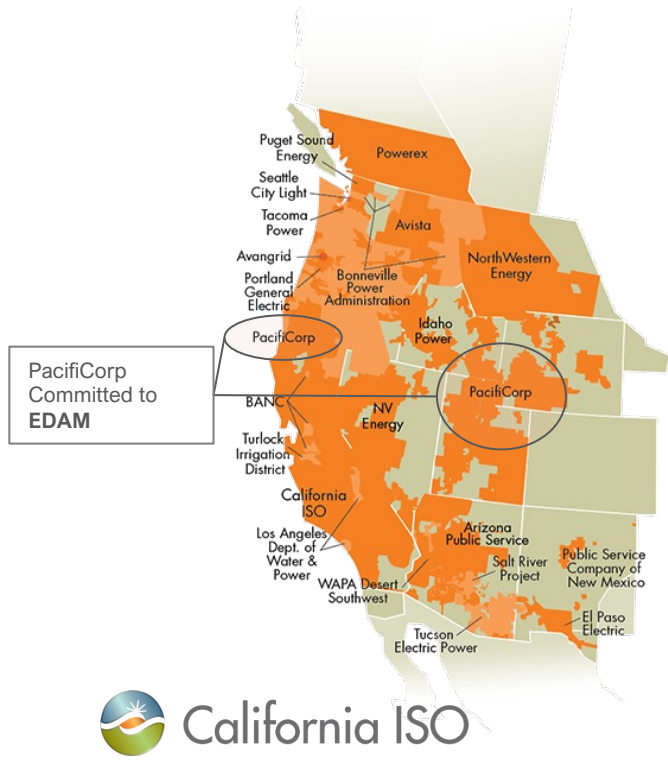 Puget Sound
Energy
Powerex
Seattle
City Light
Tacoma
Power
Avista
Avangrid
NorthWestern
Energy
Portland
General
Electric
Bonneville
Power
Administration
Idaho
Power
PacifiCorp
PacifiCorp
Committed to
EDAM
PacifiCorp
BANC
NV
Energy
Turlock
Irrigation
District
California
ISO
Los Angeles
Dept. of
Water &
Power
Arizona
Public Service
Salt River
Project
Public Service
Company of
New Mexico
WAPA Desert
Southwest
El Paso
Electric
Tucson
Electric Power
California ISO